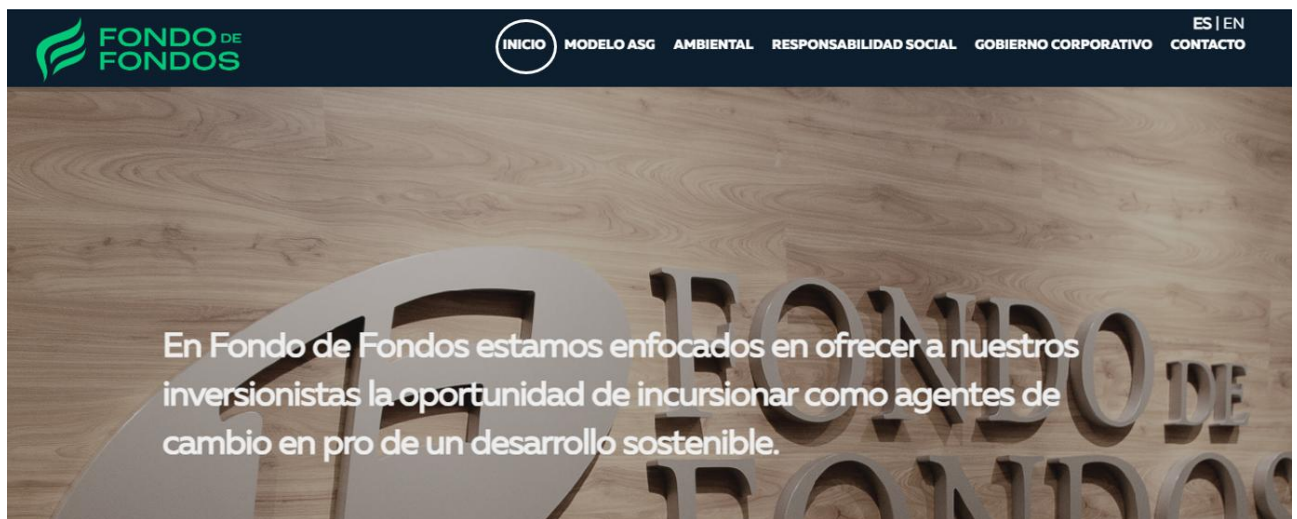 FONDO DE
FONDOS
ES | EN
INICIO MODELO ASG AMBIENTAL RESPONSABILIDAD SOCIAL GOBIERNO CORPORATIVO CONTACTO
En Fondo de Fondos estamos enfocados en ofrecer a nuestros
inversionistas la oportunidad de incursionar como agentes de
cambio en pro de un desarrollo sostenible.
FONDO DE
FONDOS